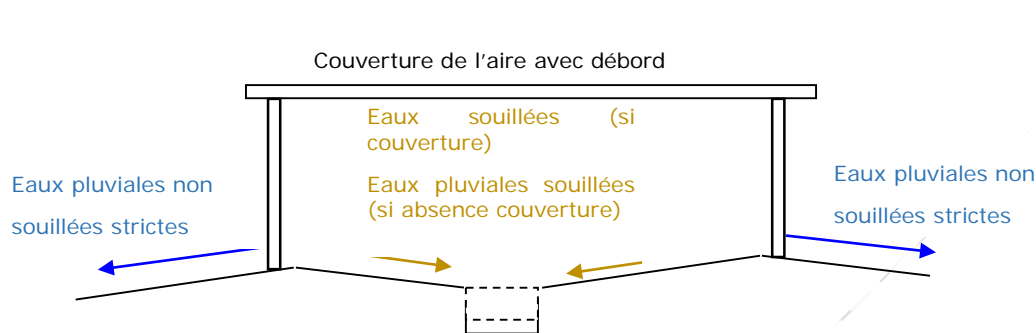 Couverture de l'aire avec débord
Eaux souillées (si
couverture)
Eaux pluviales souillées
(si absence couverture)
Eaux pluviales non
souillées strictes
Eaux pluviales non
souillées strictes